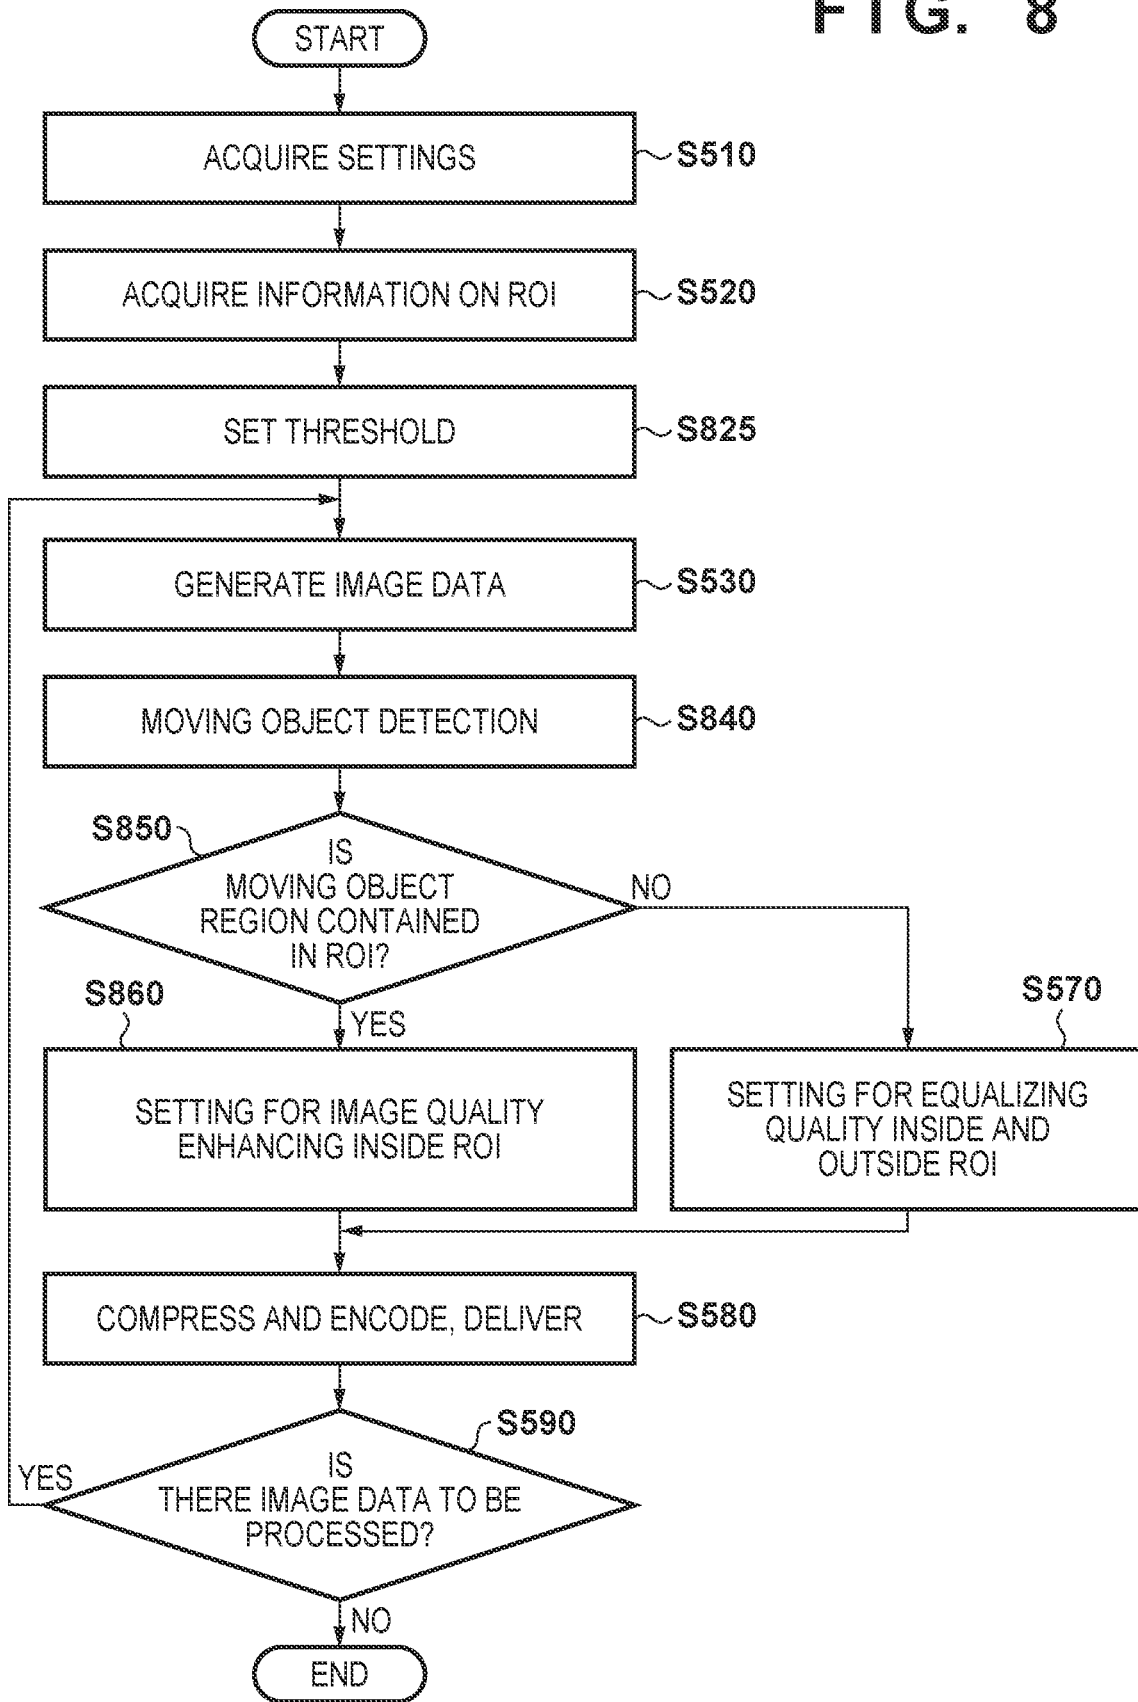 FIG. 8
START
ACQUIRE SETTINGS
S510
ACQUIRE INFORMATION ON ROI
S520
SET THRESHOLD
S825
GENERATE IMAGE DATA
S530
MOVING OBJECT DETECTION
S840
S850
IS
MOVING OBJECT
REGION CONTAINED
IN ROI?
NO
YES
S860
SETTING FOR IMAGE QUALITY
ENHANCING INSIDE ROI
S570
SETTING FOR EQUALIZING
QUALITY INSIDE AND
OUTSIDE ROI
COMPRESS AND ENCODE, DELIVER
S580
S590
IS
THERE IMAGE DATA TO BE
PROCESSED?
YES
NO
END